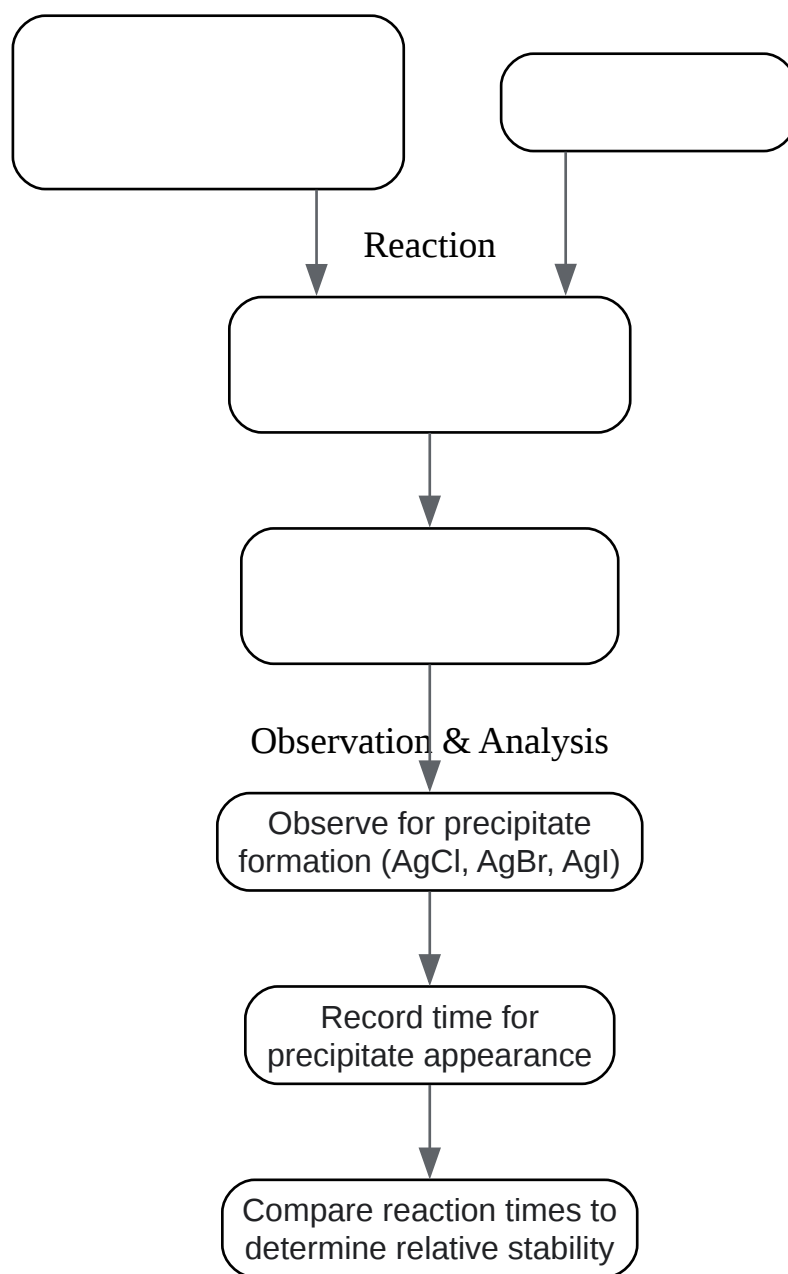 Reaction
Observation & Analysis
Observe for precipitate
formation (AgCl, AgBr, AgI)
Record time for
precipitate appearance
Compare reaction times to
determine relative stability